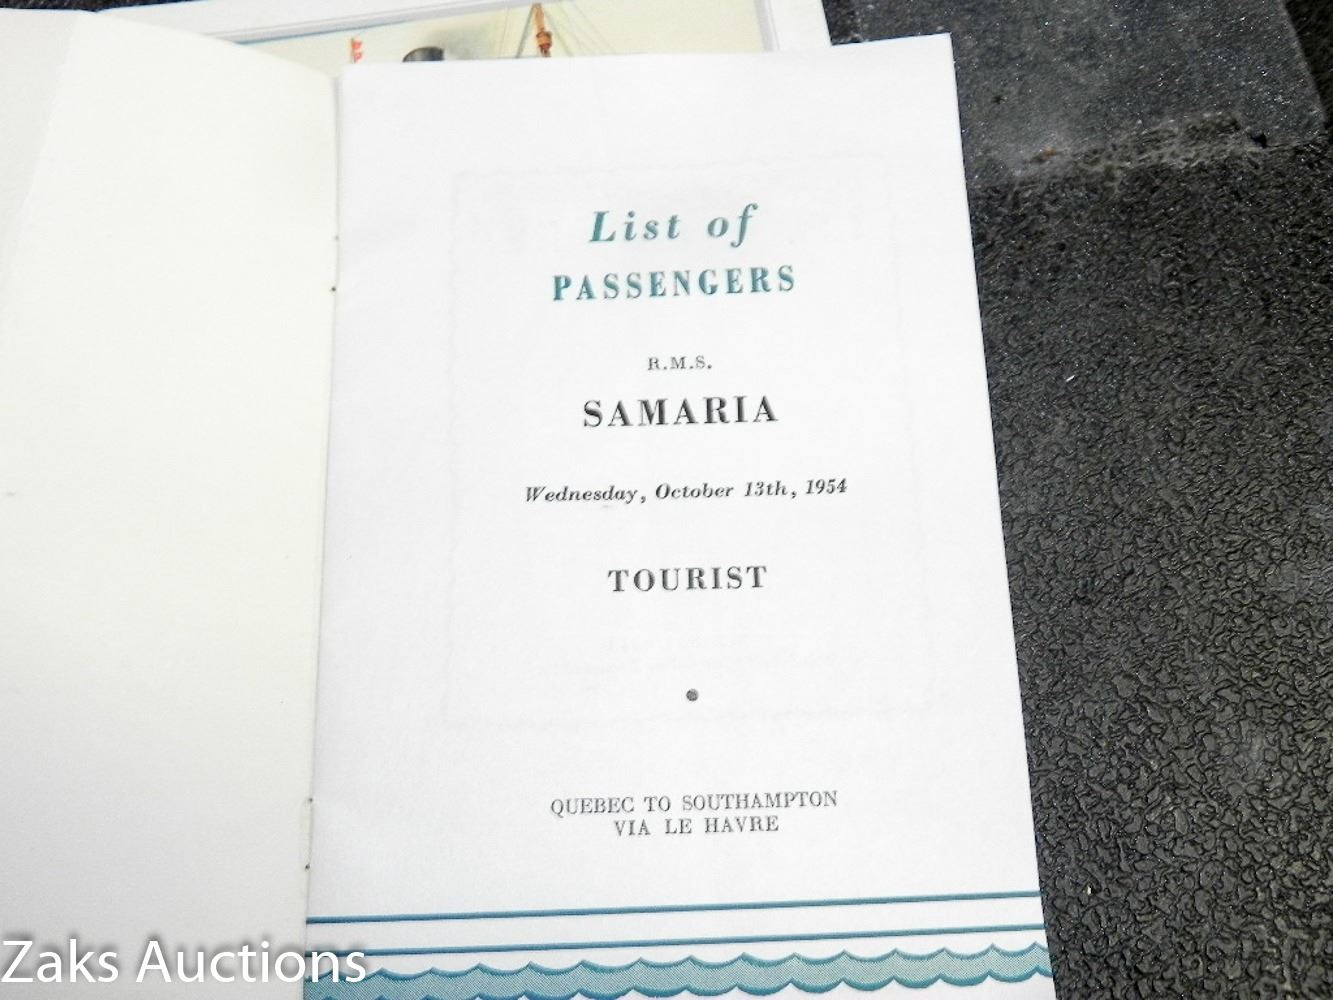 List of
PASSENGERS
R.M.S.
SAMARIA
Wednesday, October 13th, 1954
TOURIST
QUEBEC TO SOUTHAMPTON
VIA LE HAVRE
Zaks Auctions